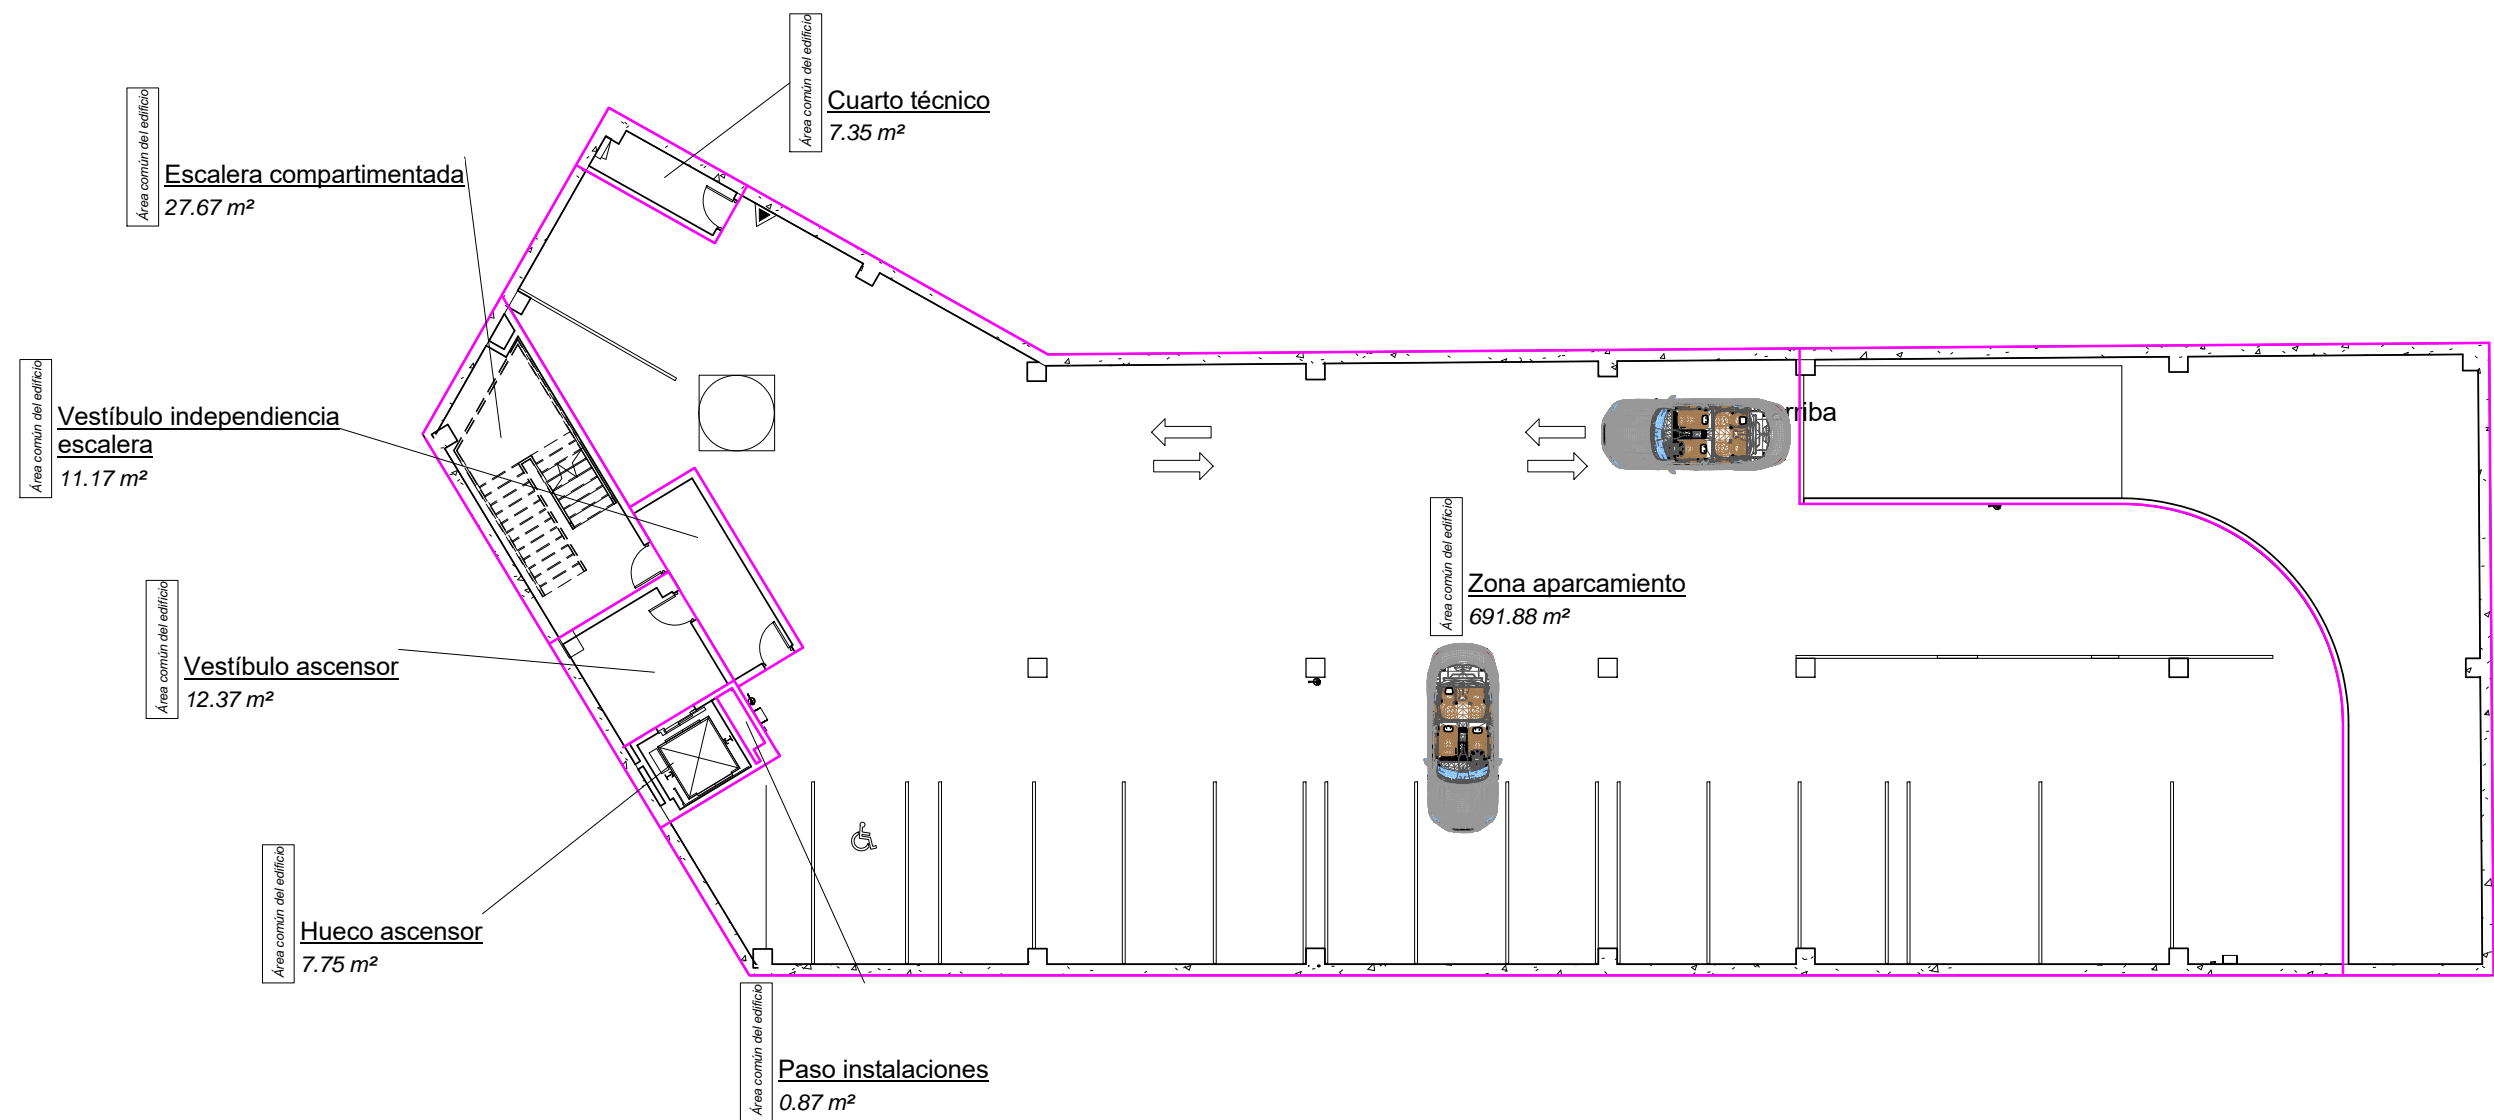 Área común del edificio
Cuarto técnico
7.35 m²
Área común del edificio
Escalera compartimentada
27.67 m²
Área común del edificio
Vestíbulo independiencia
escalera
11.17 m²
rriba
Área común del edificio
Zona aparcamiento
691.88 m²
Área común del edificio
Vestíbulo ascensor
12.37 m²
Área común del edificio
Hueco ascensor
7.75 m²
Área común del edificio
Paso instalaciones
0.87 m²